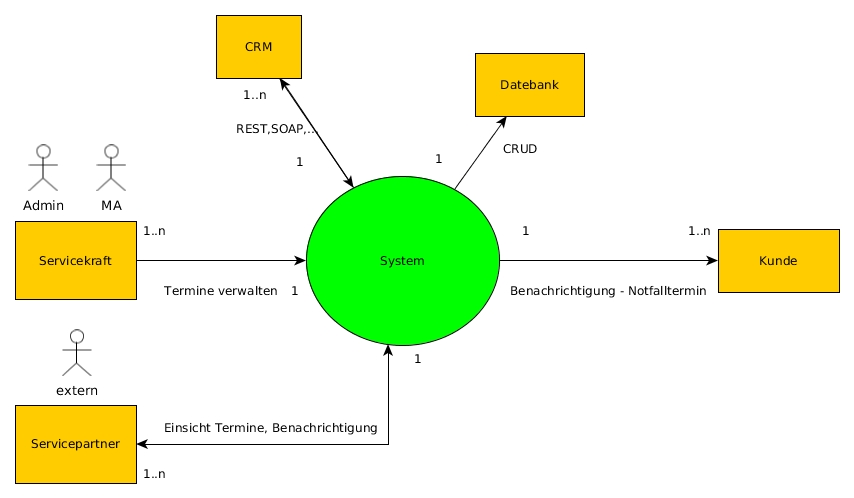 CRM
1..n
REST,SOAP,...
1
Datebank
1
CRUD
Admin
MA
1..n
Servicekraft
Termine verwalten
1
System
1
1..n
Kunde
Benachrichtigung - Notfalltermin
1
extern
Servicepartner
Einsicht Termine, Benachrichtigung
1..n